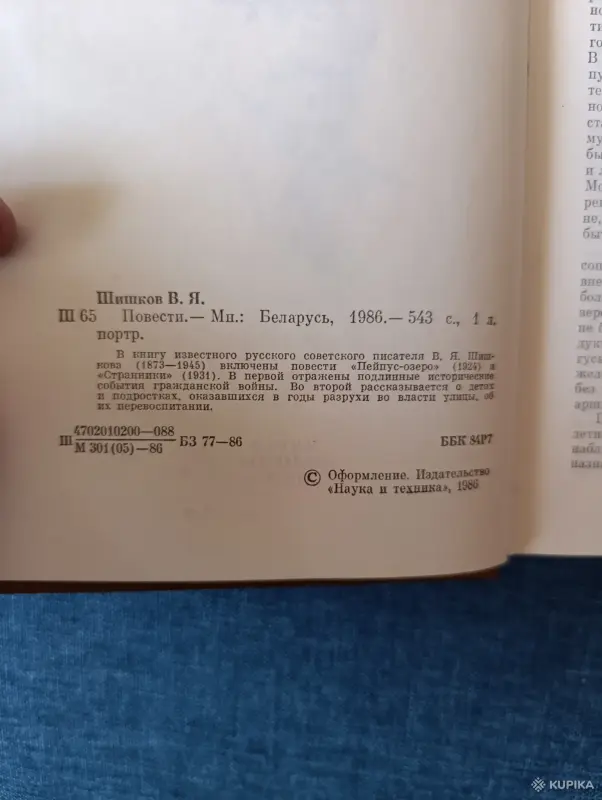 Шишков В. Я.
Ш 65 Повести.— Мн.: Беларусь, 1986.— 543 с., 1 л.
портр.
В книгу известного русского советского писателя В. Я. Шиш-
кова (1873—1945) включены повести «Пейпус-озеро» (1924) и
«Странники» (1931). В первой отражены подлинные исторические
события гражданской войны. Во второй рассказывается о детях
и подростках, оказавшихся в годы разрухи во власти улицы, об
их перевоспитании.
4702010200—088
Ш БЗ 77—86 ББК 84Р7
М 301(05)—86
© Оформление. Издательство
«Наука и техника», 1986
KUPIKA